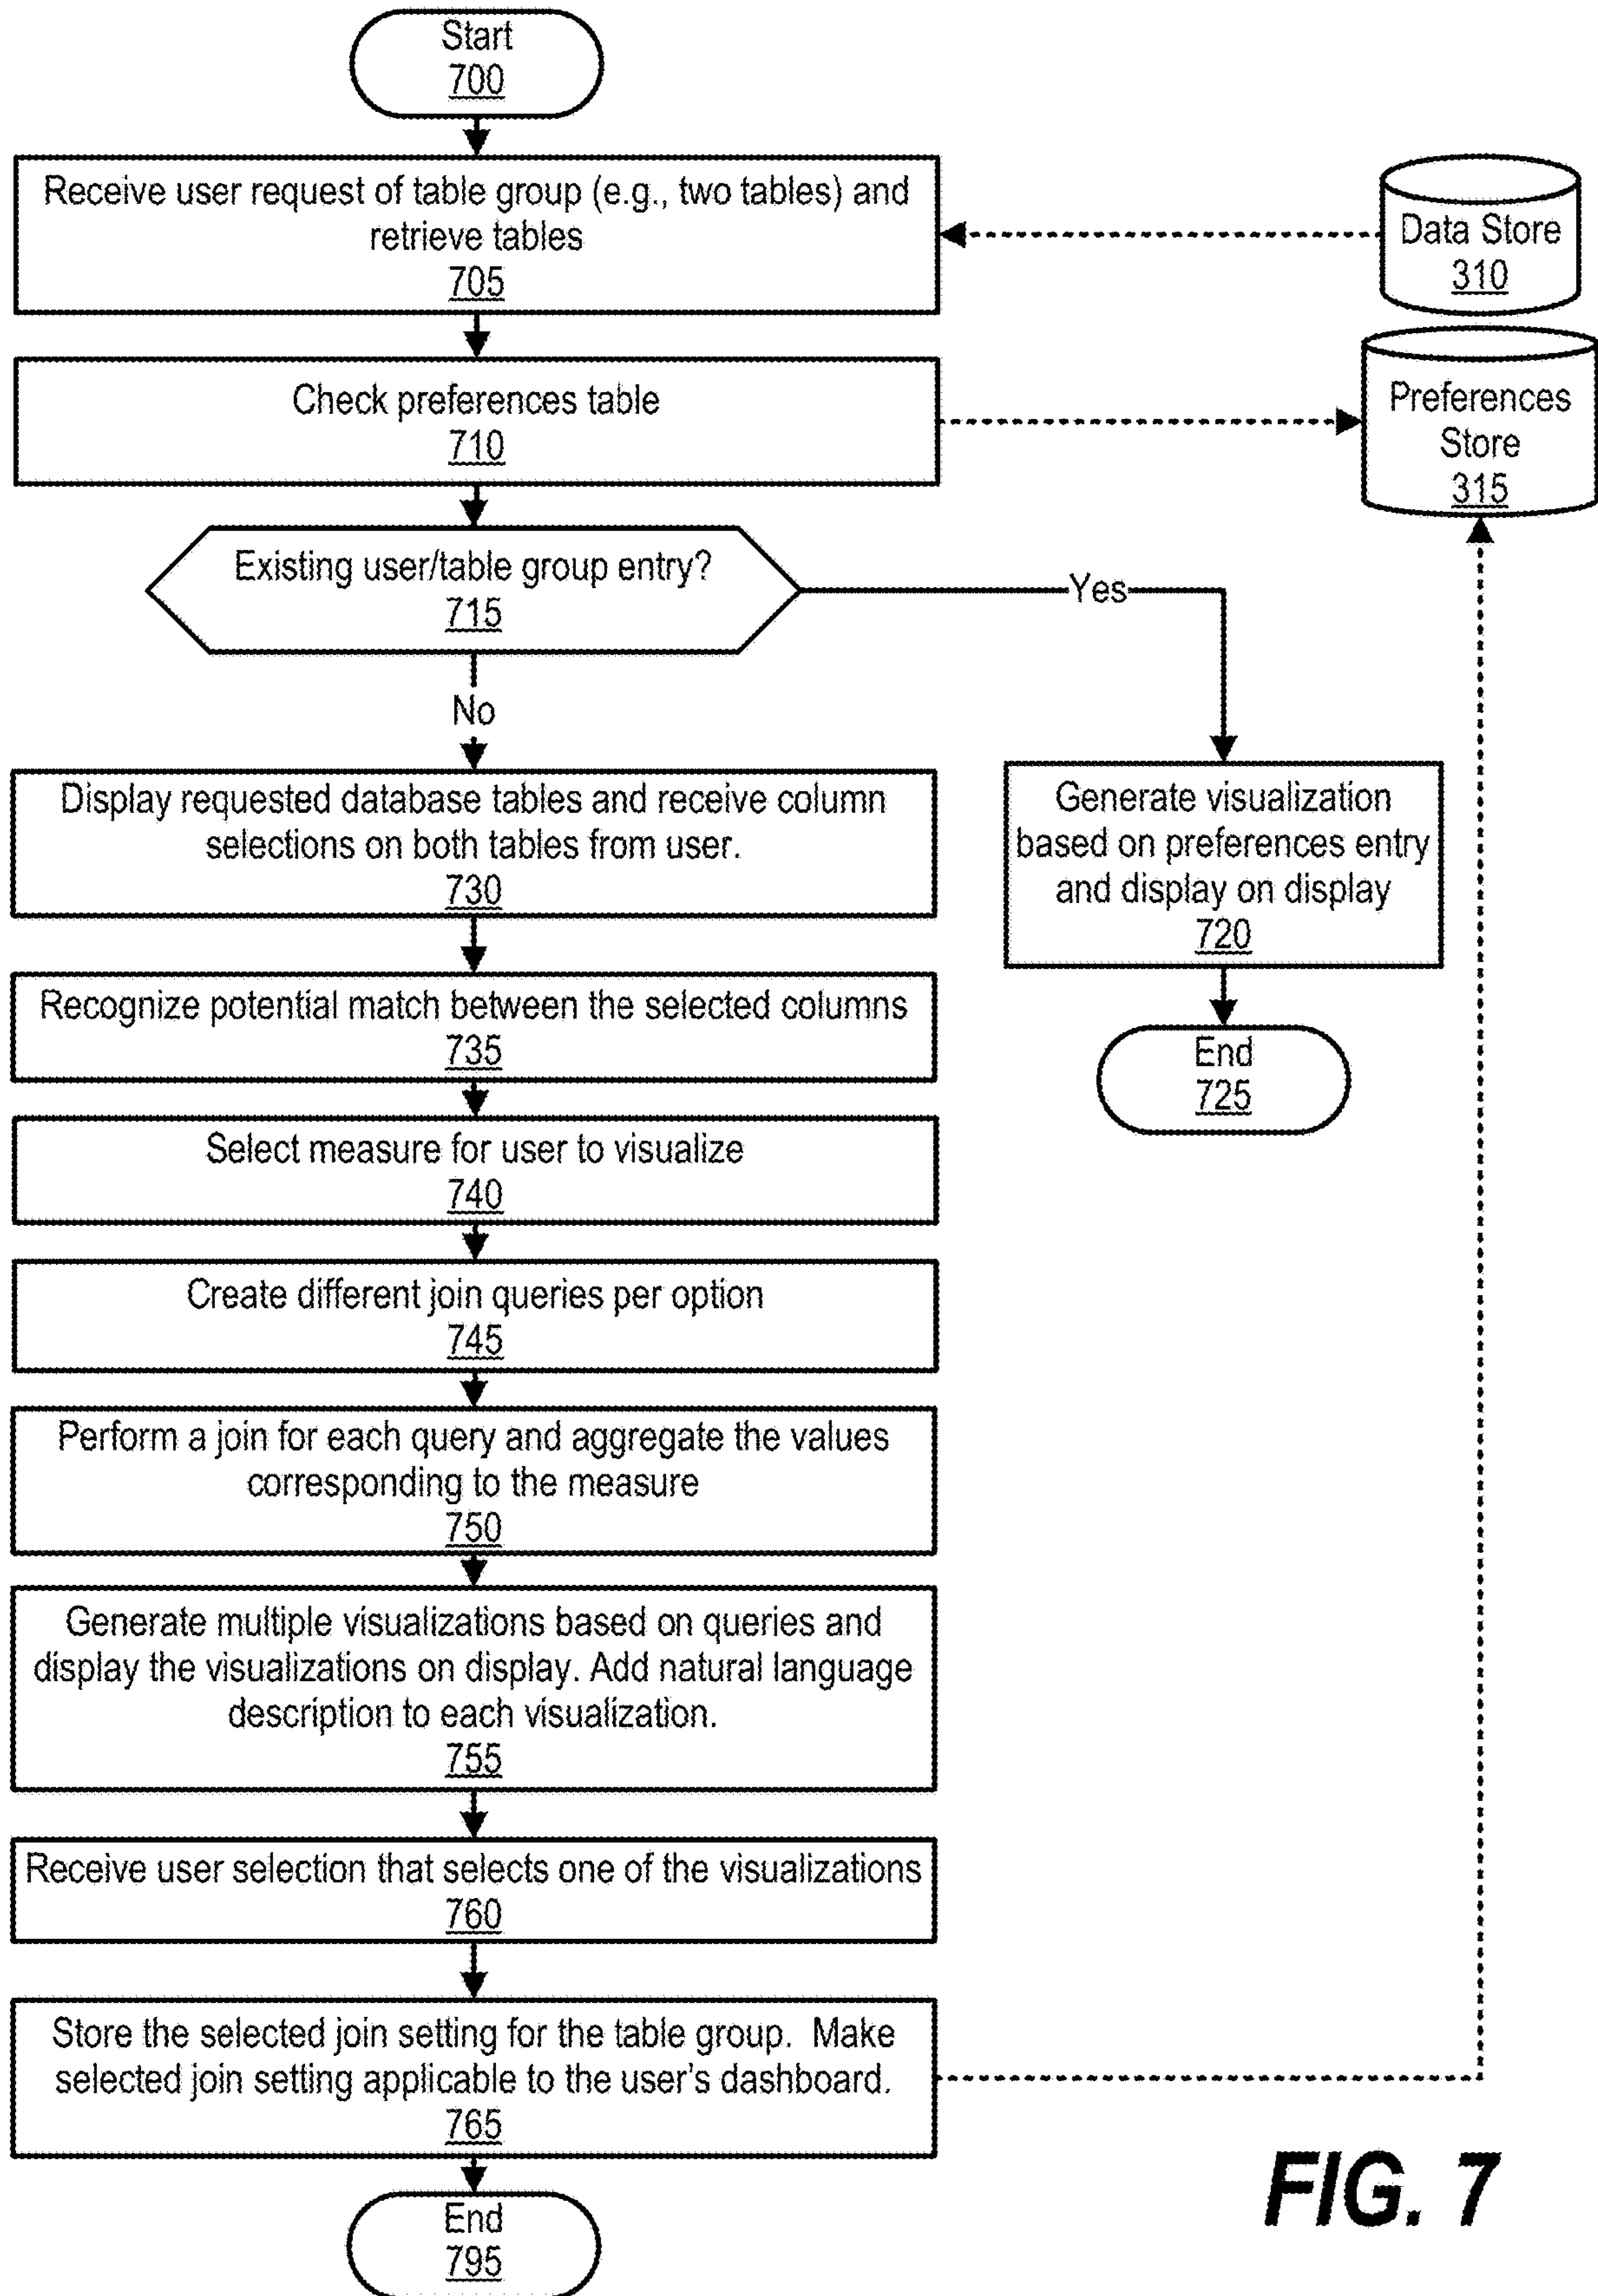 Start
700
Receive user request of table group (e.g., two tables) and
retrieve tables
705
Data Store
310
Check preferences table
710
Preferences
Store
315
Existing user/table group entry?
715
Yes
No
Display requested database tables and receive column
selections on both tables from user.
730
Generate visualization
based on preferences entry
and display on display
720
Recognize potential match between the selected columns
735
End
725
Select measure for user to visualize
740
Create different join queries per option
745
Perform a join for each query and aggregate the values
corresponding to the measure
750
Generate multiple visualizations based on queries and
display the visualizations on display. Add natural language
description to each visualization.
755
Receive user selection that selects one of the visualizations
760
Store the selected join setting for the table group. Make
selected join setting applicable to the user's dashboard.
765
End
795
FIG. 7